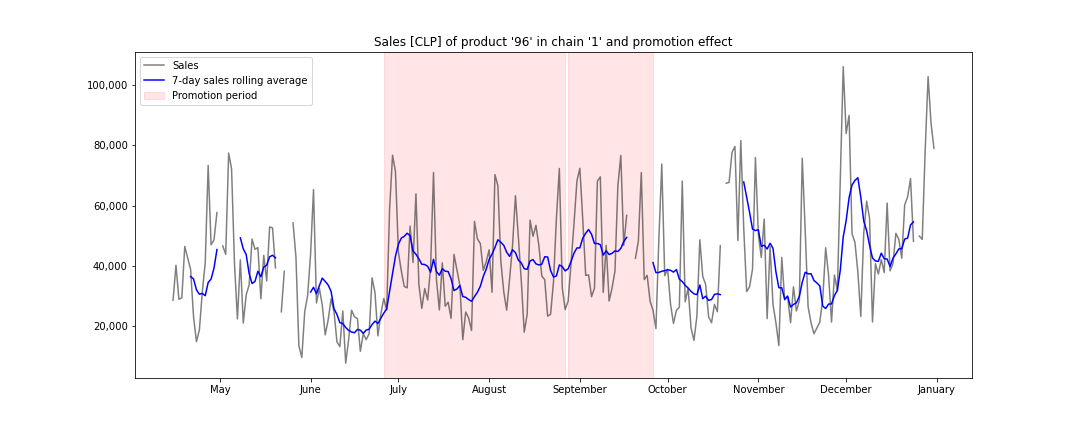 Sales [CLP] of product '96' in chain '1' and promotion effect
Sales
7-day sales rolling average
Promotion period
100,000
80,000
60,000
40,000
20,000
May June July August September October November December January